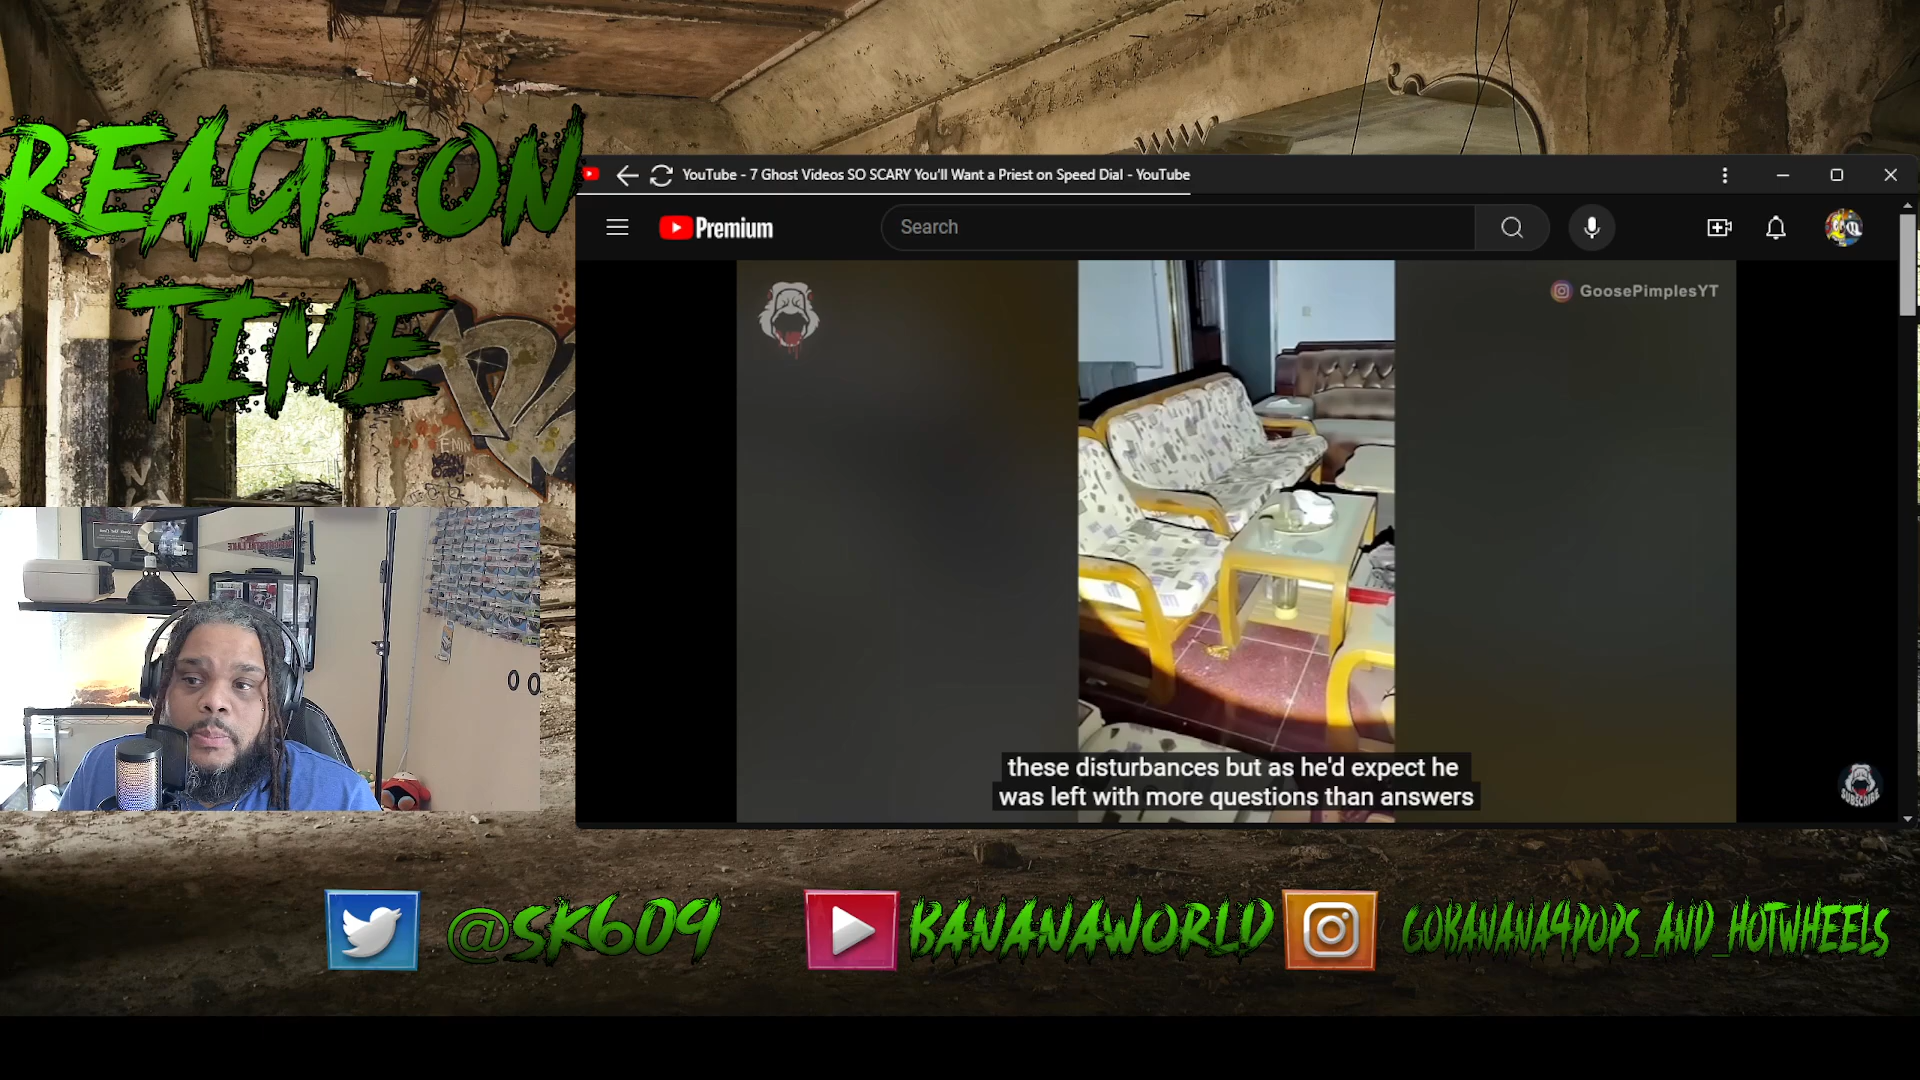 REACTION
TIME
YouTube - 7 Ghost Videos SO SCARY You'll Want a Priest on Speed Dial - YouTube
Premium
Search
GoosePimplesYT
these disturbances but as he'd expect he
was left with more questions than answers
SUBSCRIBE
@SK609
BANANAWORLD
GOBANANA4POPS_AND_HOTWHEELS